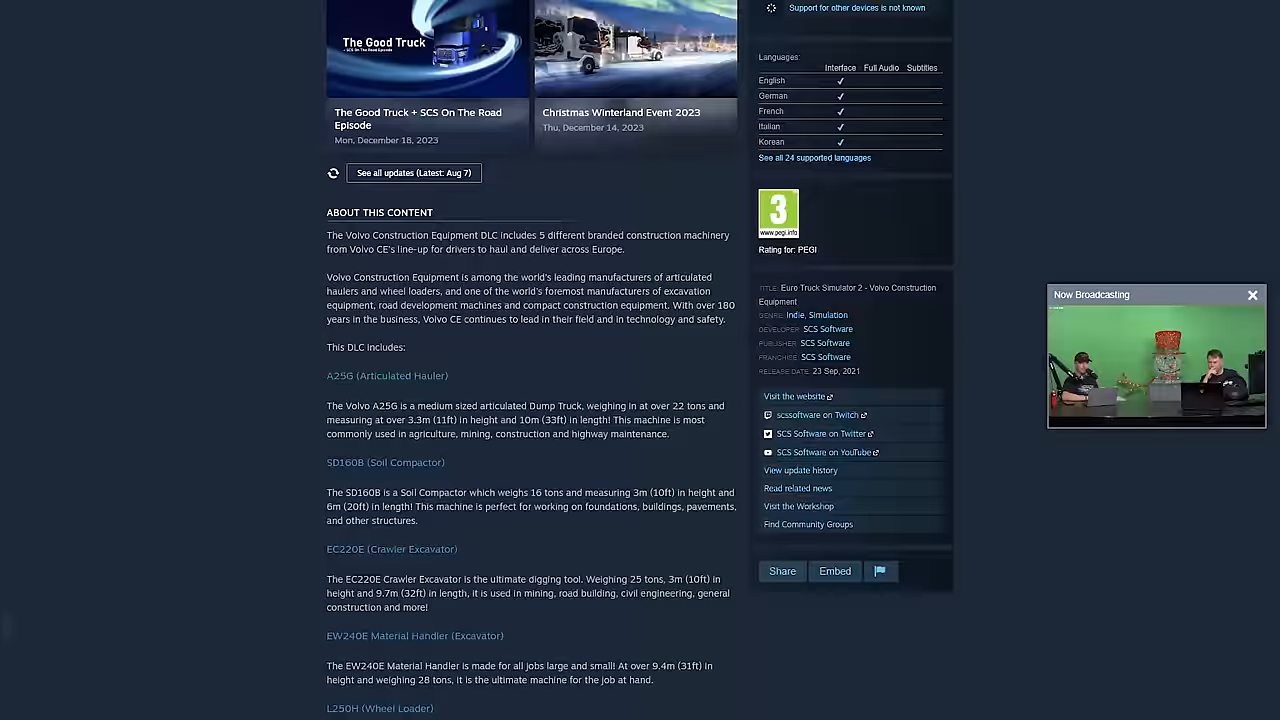 The Good Truck
The Good Truck + SCS On The Road
Episode
Mon, December 18, 2023
Christmas Winterland Event 2023
Thu, December 14, 2023
See all updates (Latest: Aug 7)
ABOUT THIS CONTENT
The Volvo Construction Equipment DLC includes 5 different branded construction machinery
from Volvo CE's line-up for drivers to haul and deliver across Europe.
Volvo Construction Equipment is among the world's leading manufacturers of articulated
haulers and wheel loaders, and one of the world's foremost manufacturers of excavation
equipment, road development machines and compact construction equipment. With over 180
years in the business, Volvo CE continues to lead in their field and in technology and safety.
This DLC includes:
A25G (Articulated Hauler)
The Volvo A25G is a medium sized articulated Dump Truck, weighing in at over 22 tons and
measuring at over 3.3m (11ft) in height and 10m (33ft) in length! This machine is most
commonly used in agriculture, mining, construction and highway maintenance.
SD160B (Soil Compactor)
The SD160B is a Soil Compactor which weighs 16 tons and measuring 3m (10ft) in height and
6m (20ft) in length! This machine is perfect for working on foundations, buildings, pavements,
and other structures.
EC220E (Crawler Excavator)
The EC220E Crawler Excavator is the ultimate digging tool. Weighing 25 tons, 3m (10ft) in
height and 9.7m (32ft) in length, it is used in mining, road building, civil engineering, general
construction and more!
EW240E Material Handler (Excavator)
The EW240E Material Handler is made for all jobs large and small! At over 9.4m (31ft) in
height and weighing 28 tons, it is the ultimate machine for the job at hand.
L250H (Wheel Loader)
Support for other devices is not known
Languages:
Interface Full Audio Subtitles
English ✓
German ✓
French ✓
Italian ✓
Korean ✓
See all 24 supported languages
3
www.pegi.info
Rating for: PEGI
TITLE: Euro Truck Simulator 2 - Volvo Construction
Equipment
GENRE: Indie, Simulation
DEVELOPER: SCS Software
PUBLISHER: SCS Software
FRANCHISE: SCS Software
RELEASE DATE: 23 Sep, 2021
Visit the website
scssoftware on Twitch
SCS Software on Twitter
SCS Software on YouTube
View update history
Read related news
Visit the Workshop
Find Community Groups
Share Embed
Now Broadcasting